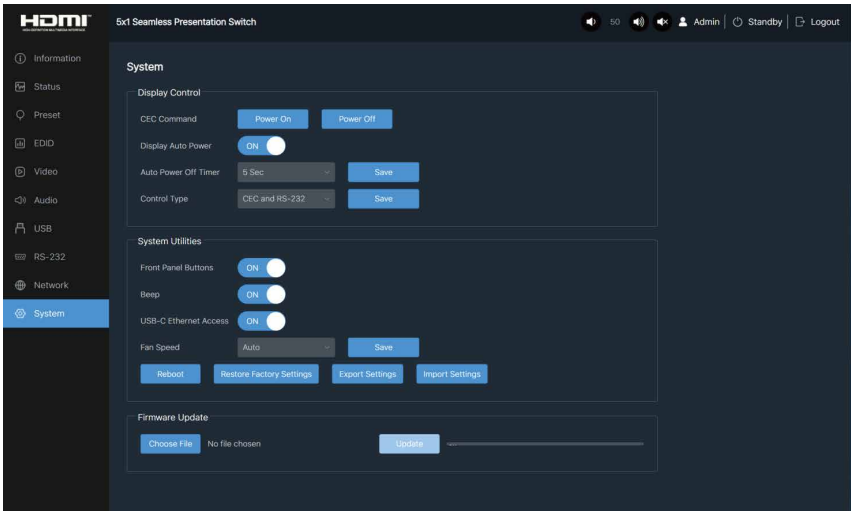 HDMI 5x1 Seamless Presentation Switch 50 Admin Standby Logout
HIGH-DEFINITION MULTIMEDIA INTERFACE
Information
Status
Preset
EDID
Video
Audio
USB
RS-232
Network
System
System
Display Control
CEC Command Power On Power Off
Display Auto Power ON
Auto Power Off Timer 5 Sec Save
Control Type CEC and RS-232 Save
System Utilities
Front Panel Buttons ON
Beep ON
USB-C Ethernet Access ON
Fan Speed Auto Save
Reboot Restore Factory Settings Export Settings Import Settings
Firmware Update
Choose File No file chosen Update